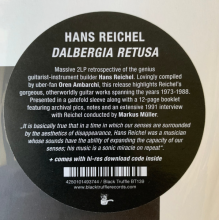 HANS REICHEL
DALBERGIA RETUSA
Massive 2LP retrospective of the genius
guitarist-instrument builder Hans Reichel. Lovingly compiled
by uber-fan Oren Ambarchi, this release highlights Reichel's
gorgeous, otherworldly guitar works spanning the years 1973-1988.
Presented in a gatefold sleeve along with a 12-page booklet
featuring archival pics, notes and an extensive 1991 interview
with Reichel conducted by Markus Müller.
"It is basically true that in a time in which our senses are surrounded
by the aesthetics of disappearance, Hans Reichel was a musician
whose sounds have the ability of expanding the capacity of our
senses; his music is a sonic miracle on repeat"
+ comes with hi-res download code inside
4250101403744 / Black Truffle BT139
www.blacktrufflerecords.com